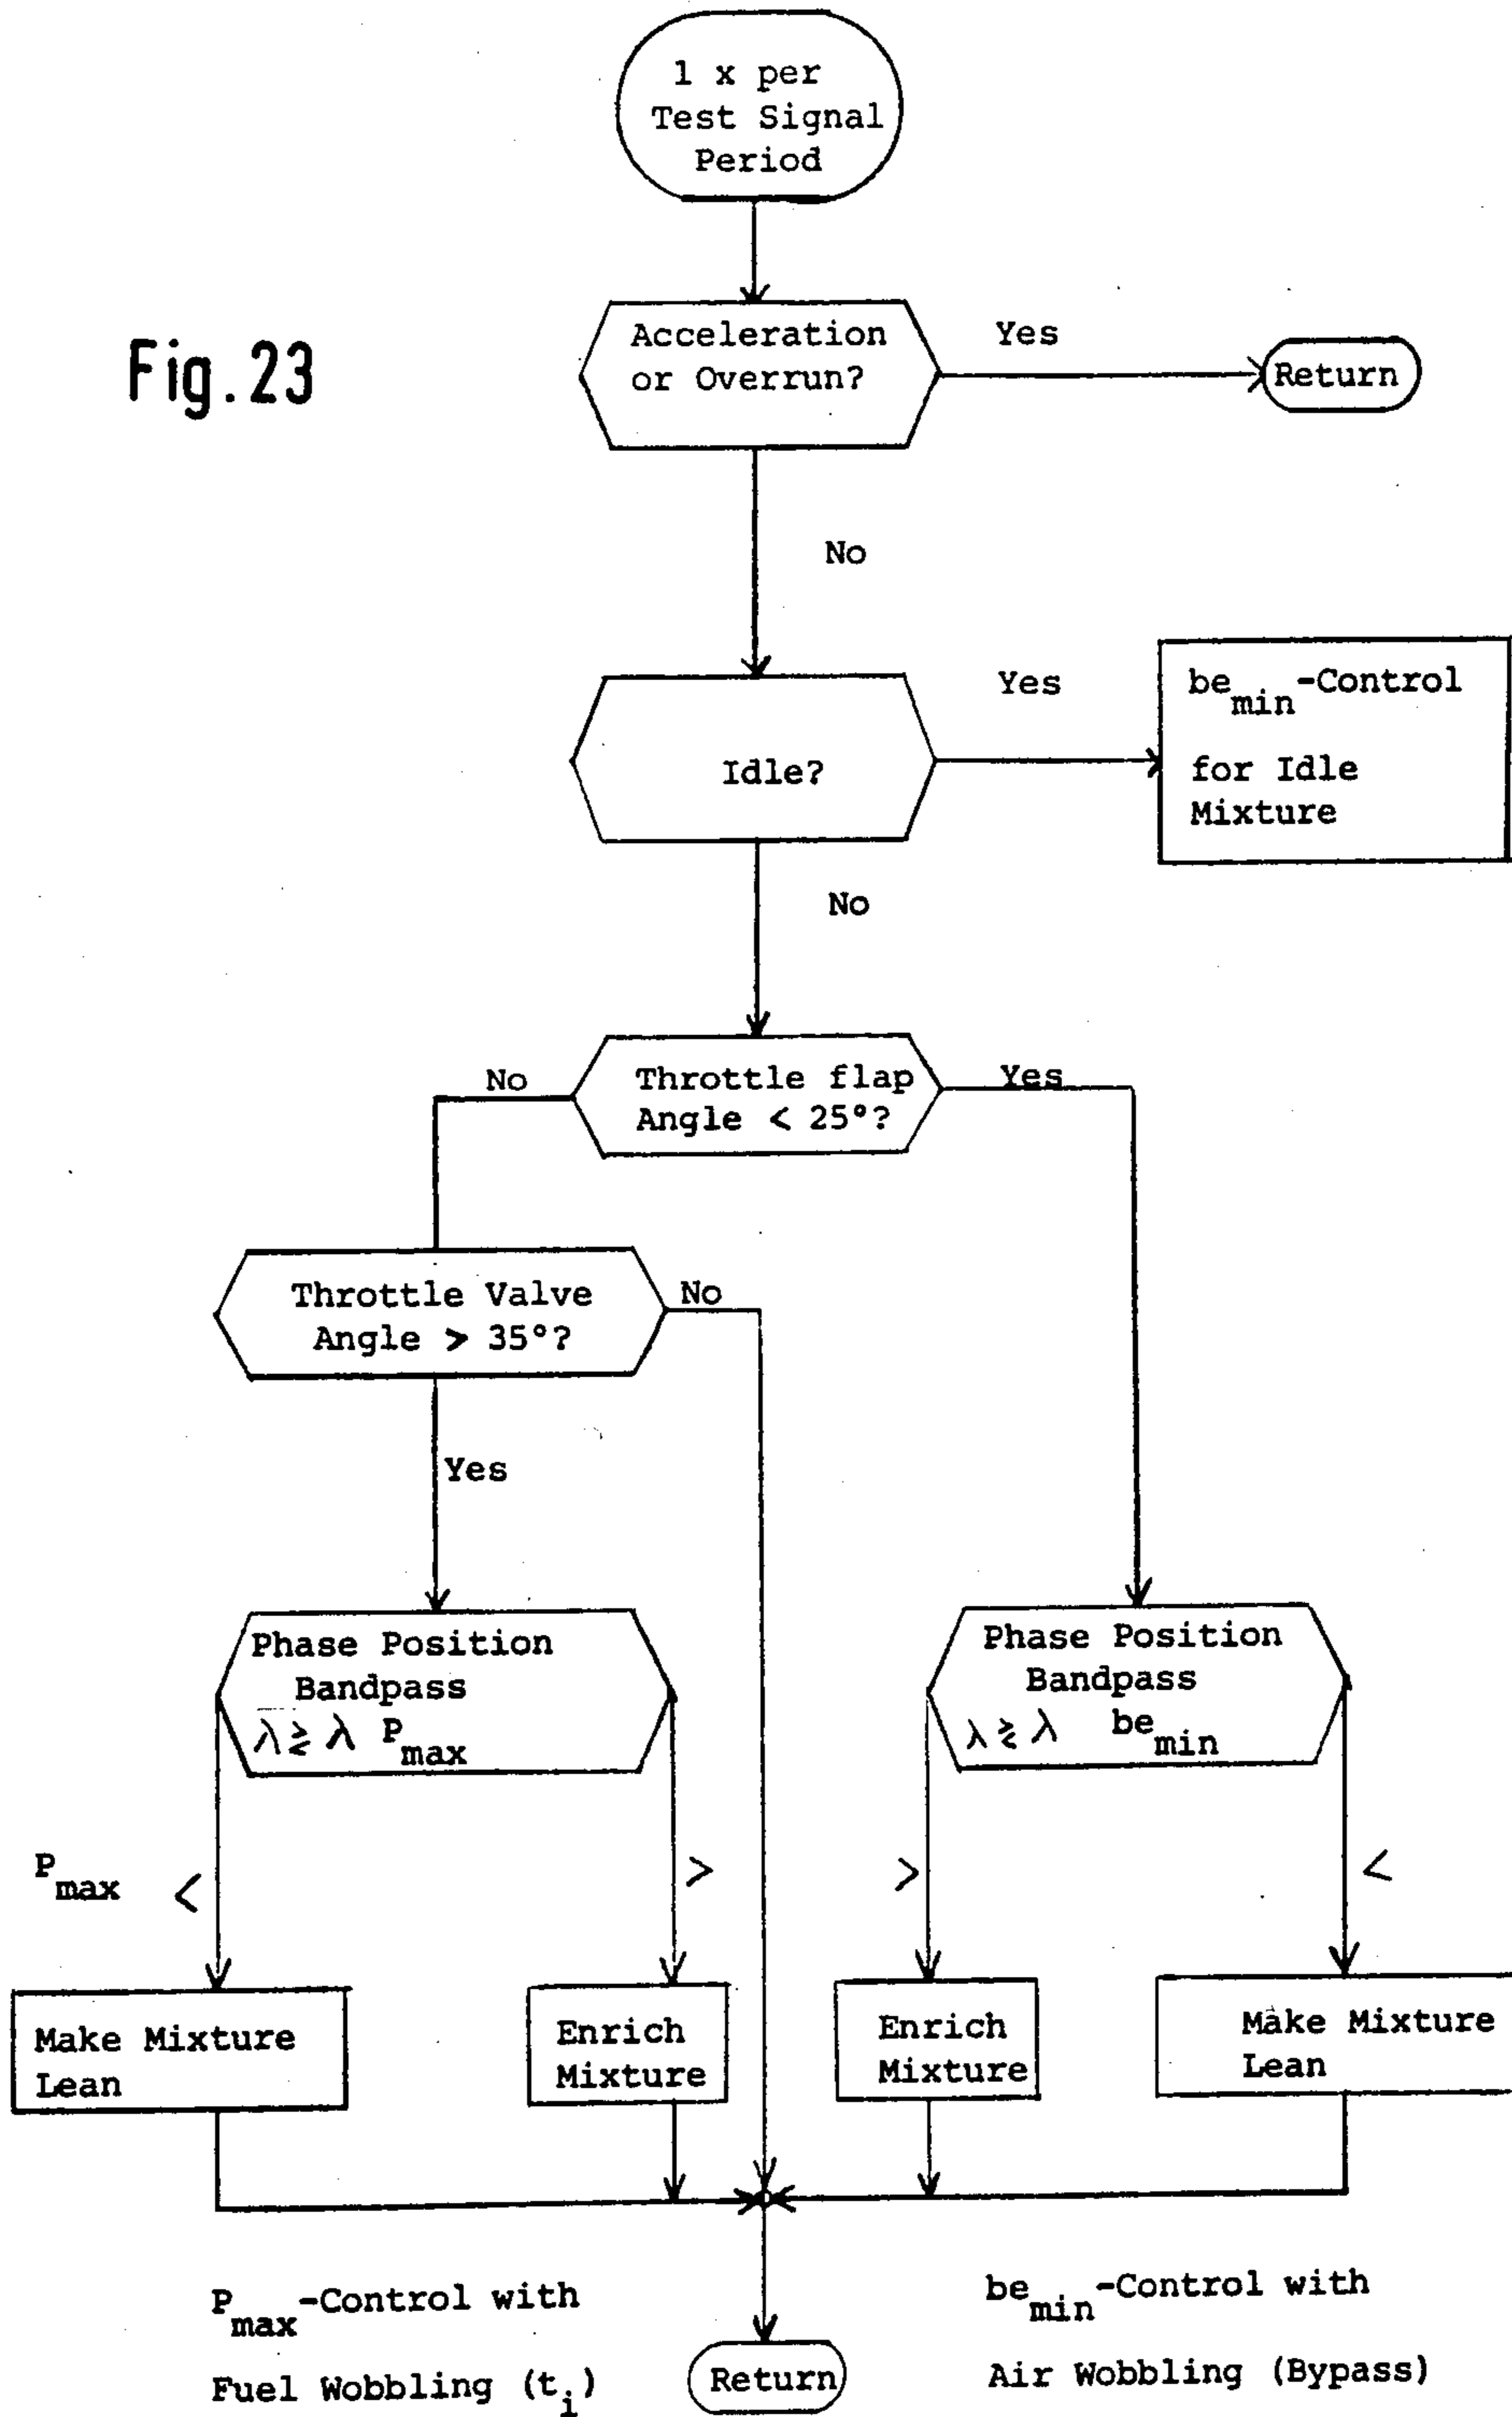 1 x per
Test Signal
Period
Fig.23
Acceleration
or Overrun?
Yes
Return
No
Idle?
Yes
be min-Control
for Idle
Mixture
No
Throttle flap
Angle < 25°?
No
Yes
Throttle Valve
Angle > 35°?
No
Yes
Phase Position
Bandpass
λ ≷ λ P max
Phase Position
Bandpass
λ ≷ λ be min
P max <
>
>
<
Make Mixture
Lean
Enrich
Mixture
Enrich
Mixture
Make Mixture
Lean
P max-Control with
Fuel Wobbling (t i)
Return
be min-Control with
Air Wobbling (Bypass)